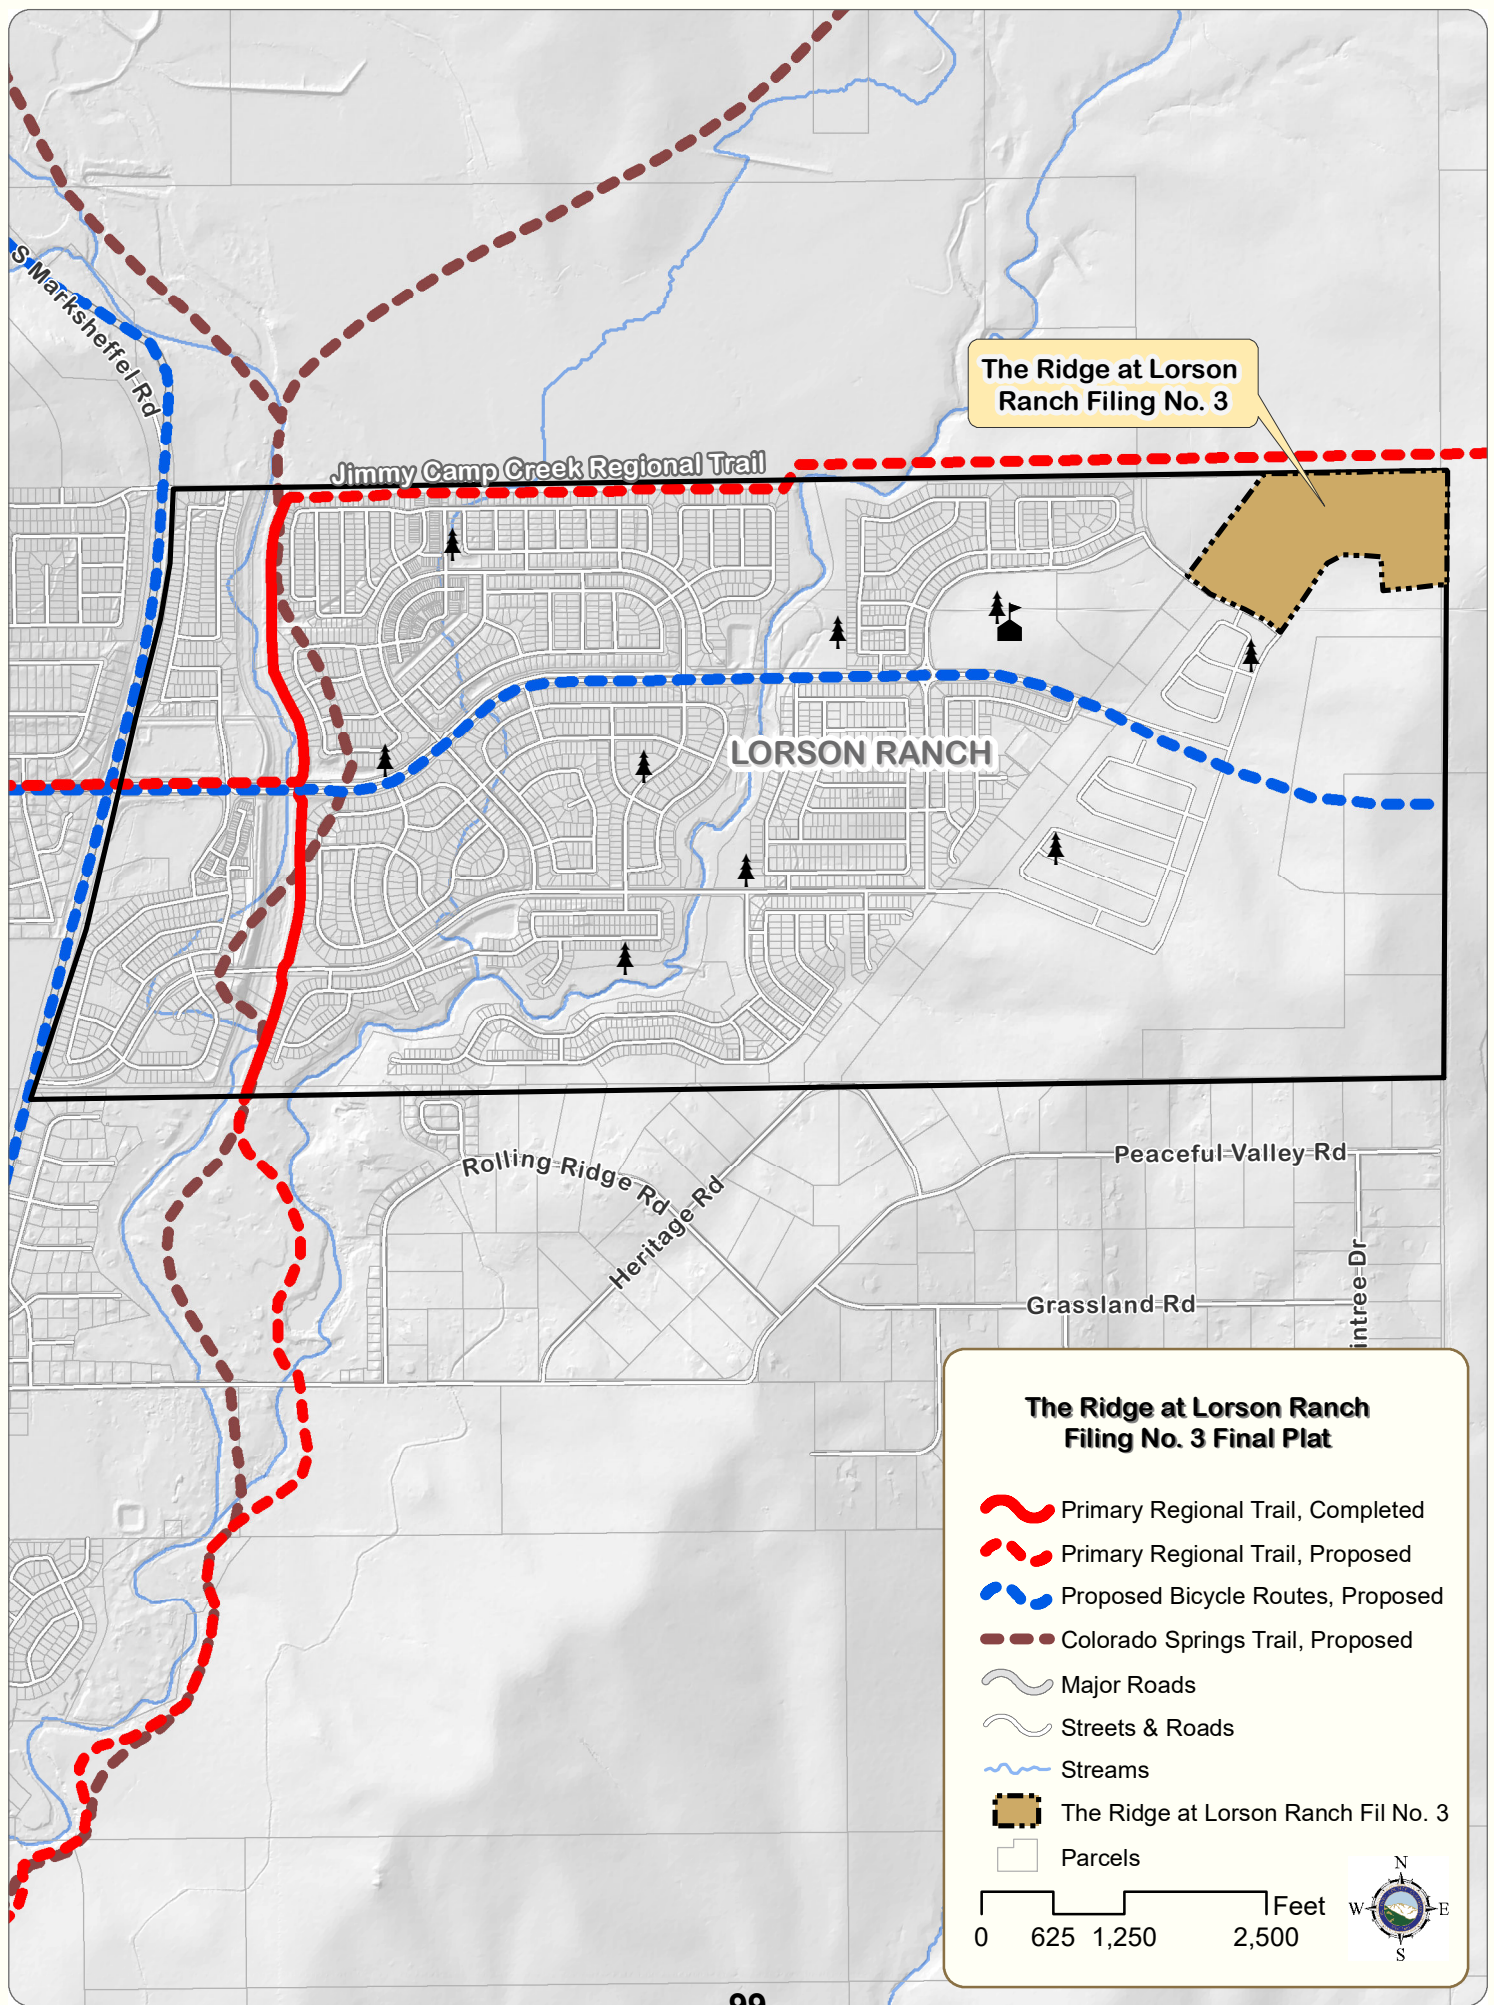 S Marksheffel Rd
The Ridge at Lorson
Ranch Filing No. 3
Jimmy Camp Creek Regional Trail
LORSON RANCH
Rolling Ridge Rd
Heritage Rd
Peaceful Valley Rd
Grassland Rd
intree Dr
The Ridge at Lorson Ranch
Filing No. 3 Final Plat
Primary Regional Trail, Completed
Primary Regional Trail, Proposed
Proposed Bicycle Routes, Proposed
Colorado Springs Trail, Proposed
Major Roads
Streets & Roads
Streams
The Ridge at Lorson Ranch Fil No. 3
Parcels
Feet
0 625 1,250 2,500
N
W E
S
99